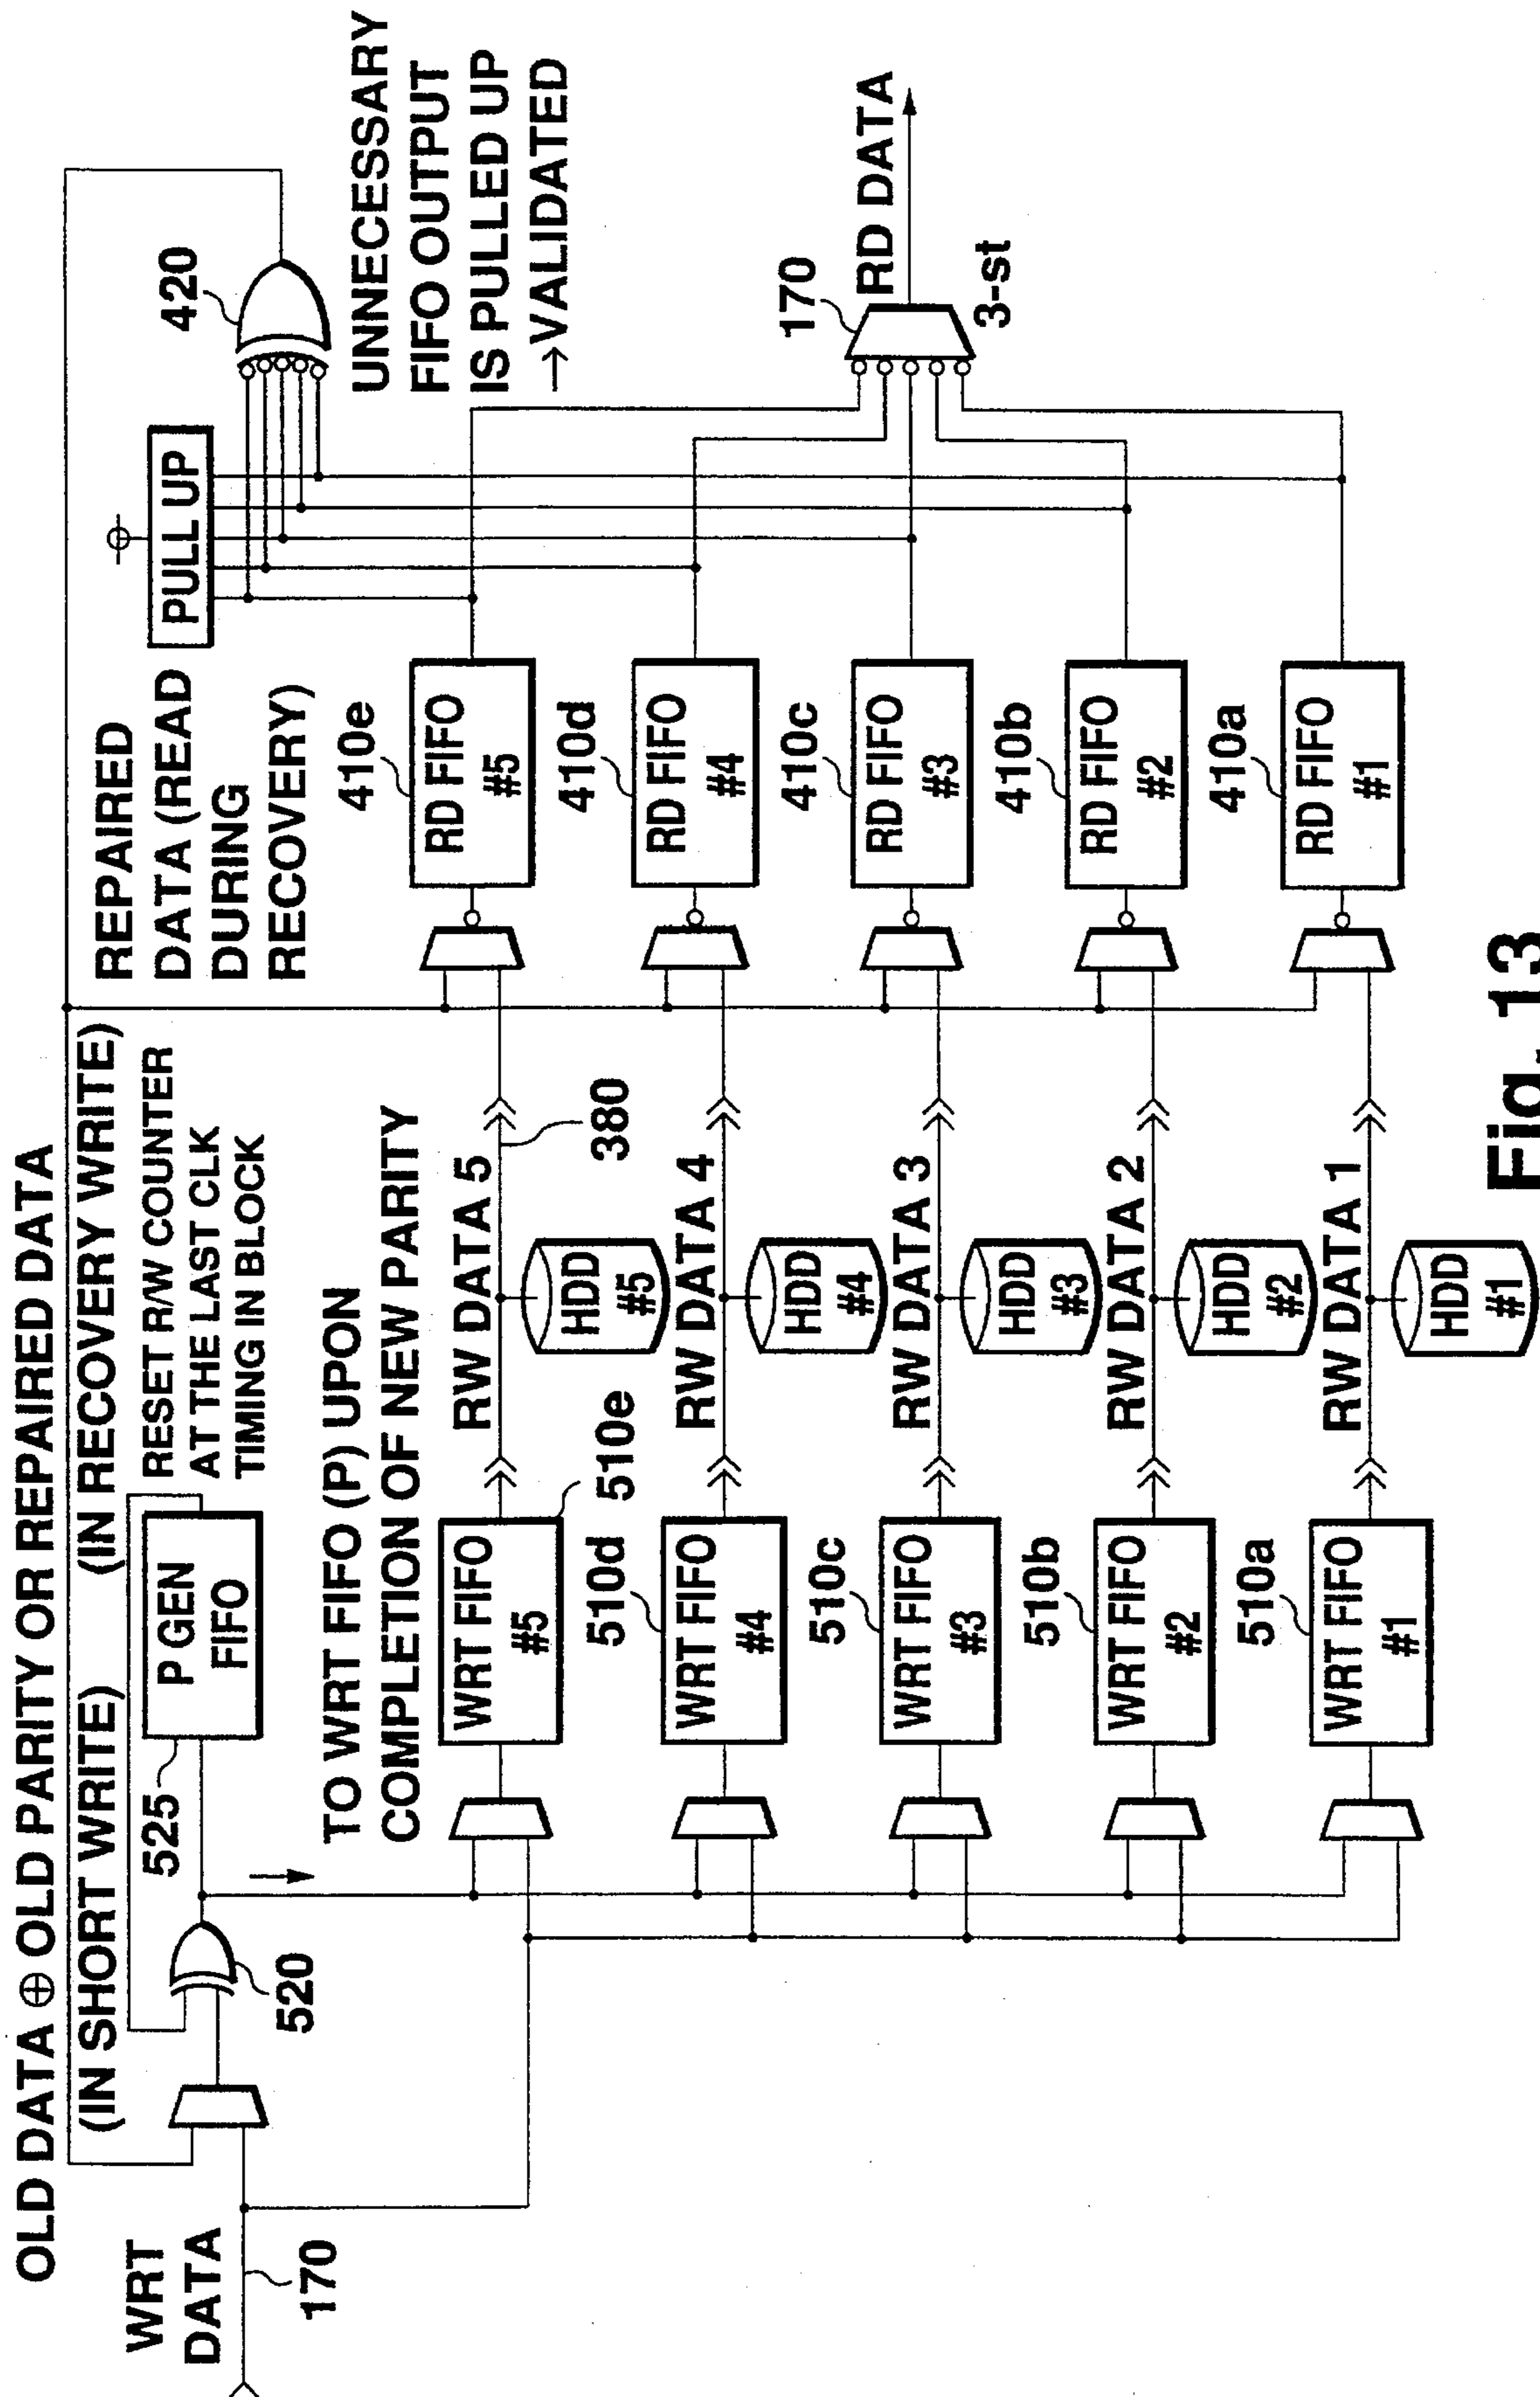 OLD DATA ⊕ OLD PARITY OR REPAIRED DATA
(IN SHORT WRITE) (IN RECOVERY WRITE)
WRT
DATA
170
520
525
P GEN
FIFO
RESET R/W COUNTER
AT THE LAST CLK
TIMING IN BLOCK
TO WRT FIFO (P) UPON
COMPLETION OF NEW PARITY
REPAIRED
DATA (READ
DURING
RECOVERY)
PULL UP
420
UNNECESSARY
FIFO OUTPUT
IS PULLED UP
→VALIDATED
WRT FIFO
#5
510e
RW DATA 5
380
HDD
#5
RD FIFO
#5
410e
WRT FIFO
#4
510d
RW DATA 4
HDD
#4
RD FIFO
#4
410d
WRT FIFO
#3
510c
RW DATA 3
HDD
#3
RD FIFO
#3
410c
WRT FIFO
#2
510b
RW DATA 2
HDD
#2
RD FIFO
#2
410b
WRT FIFO
#1
510a
RW DATA 1
HDD
#1
RD FIFO
#1
410a
170
RD DATA
3-st
Fig. 13